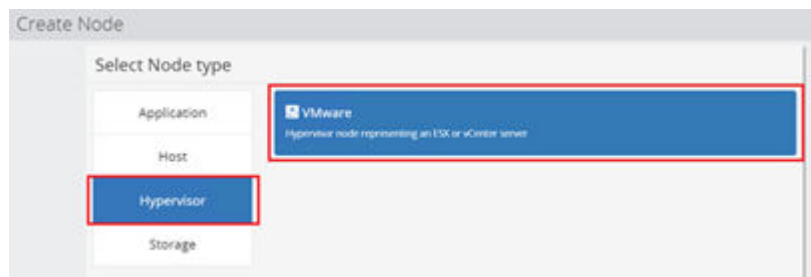 Create Node
Select Node type
Application
VMware
Hypervisor node representing an ESX or vCenter server
Host
Hypervisor
Storage